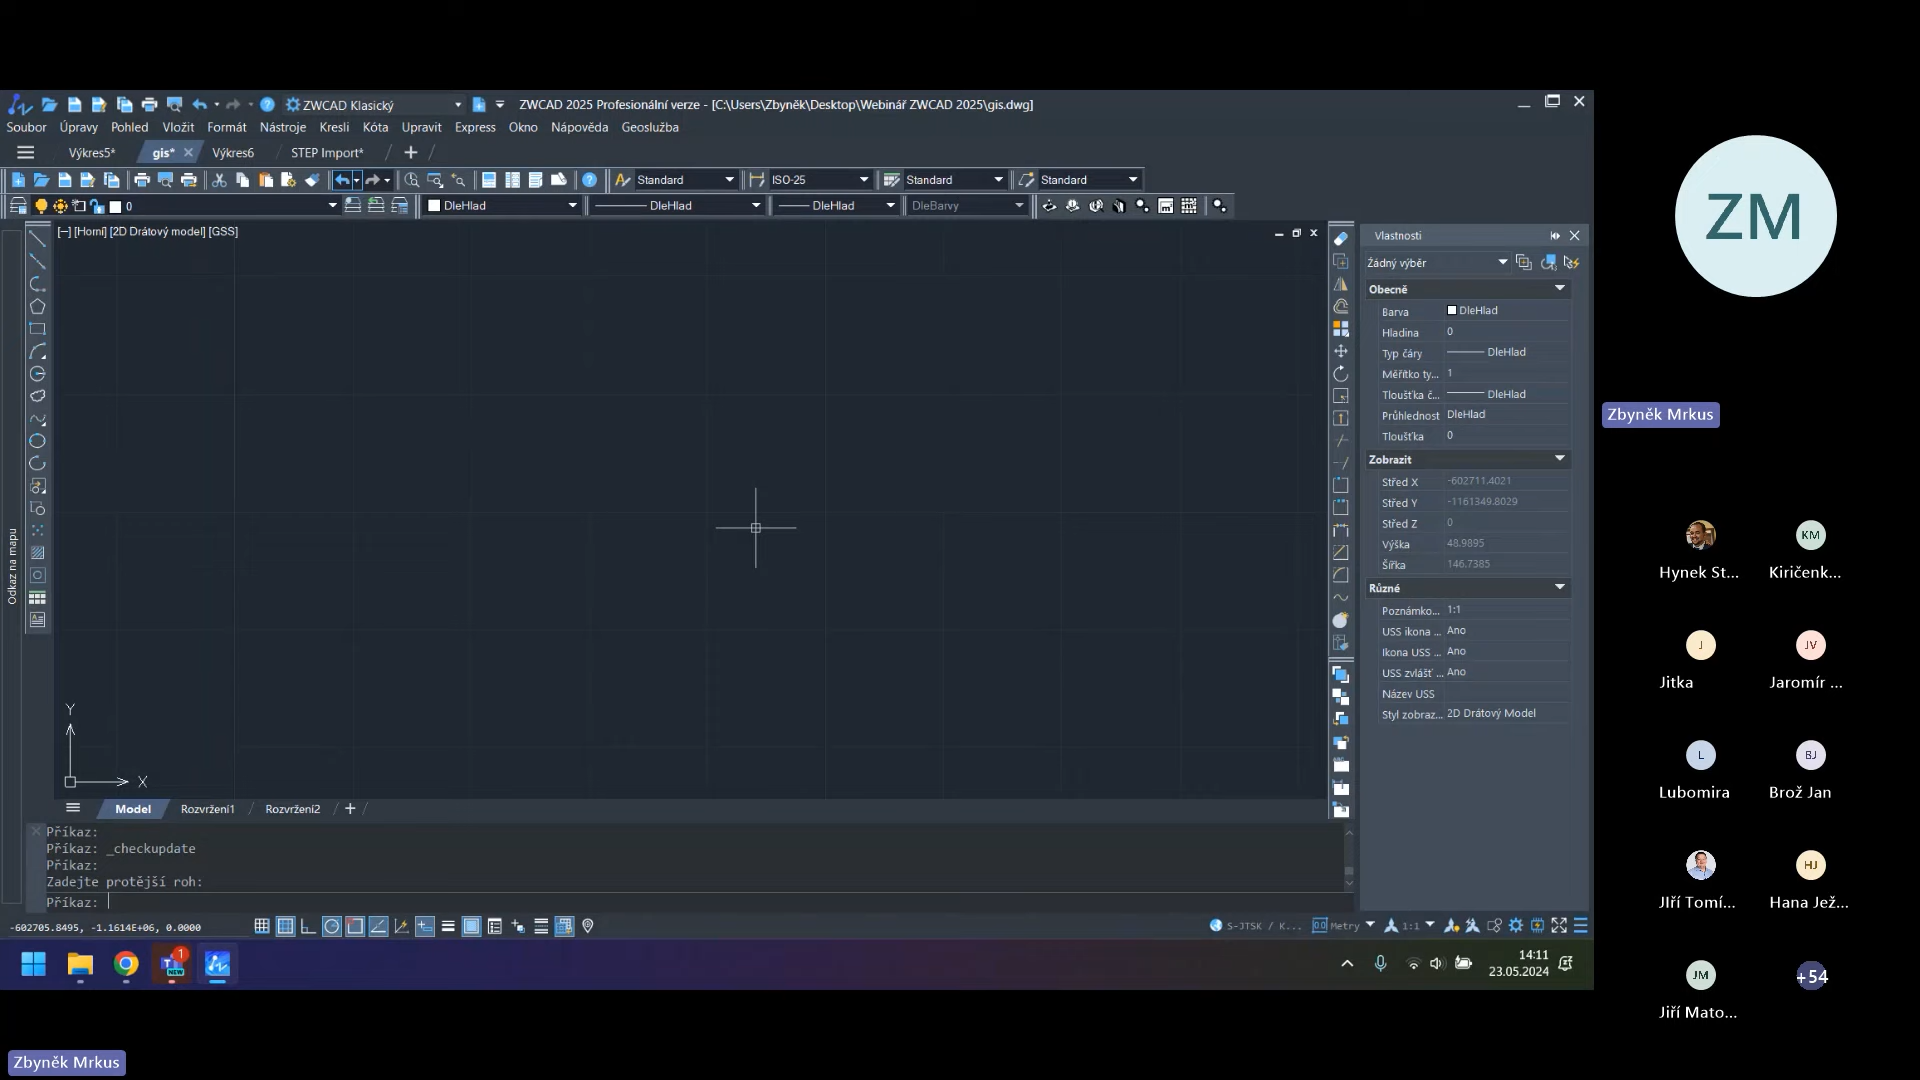 ZWCAD Klasický
ZWCAD 2025 Profesionální verze - [C:\Users\Zbyněk\Desktop\Webinář ZWCAD 2025\gis.dwg]
Soubor Úpravy Pohled Vložit Formát Nástroje Kresli Kóta Upravit Express Okno Nápověda Geoslužba
Výkres5* gis* Výkres6 STEP Import*
Standard ISO-25 Standard Standard
0 DleHlad DleHlad DleHlad DleBarvy
[−] [Horní] [2D Drátový model] [GSS]
Odkaz na mapu
Y
X
Vlastnosti
Žádný výběr
Obecně
Barva DleHlad
Hladina 0
Typ čáry DleHlad
Měřítko ty... 1
Tloušťka č... DleHlad
Průhlednost DleHlad
Tloušťka 0
Zobrazit
Střed X -602711.4021
Střed Y -1161349.8029
Střed Z 0
Výška 48.9895
Šířka 146.7385
Různé
Poznámko... 1:1
USS ikona ... Ano
Ikona USS ... Ano
USS zvlášť ... Ano
Název USS
Styl zobraz... 2D Drátový Model
Model Rozvržení1 Rozvržení2
Příkaz:
Příkaz: _checkupdate
Příkaz:
Zadejte protější roh:
Příkaz:
-602705.8495, -1.1614E+06, 0.0000
S-JTSK / K... Metry 1:1
1
NEW
14:11
23.05.2024
ZM
Zbyněk Mrkus
KM
Hynek St... Kiričenk...
J JV
Jitka Jaromír ...
L BJ
Lubomira Brož Jan
HJ
Jiří Tomí... Hana Jež...
JM +54
Jiří Mato...
Zbyněk Mrkus